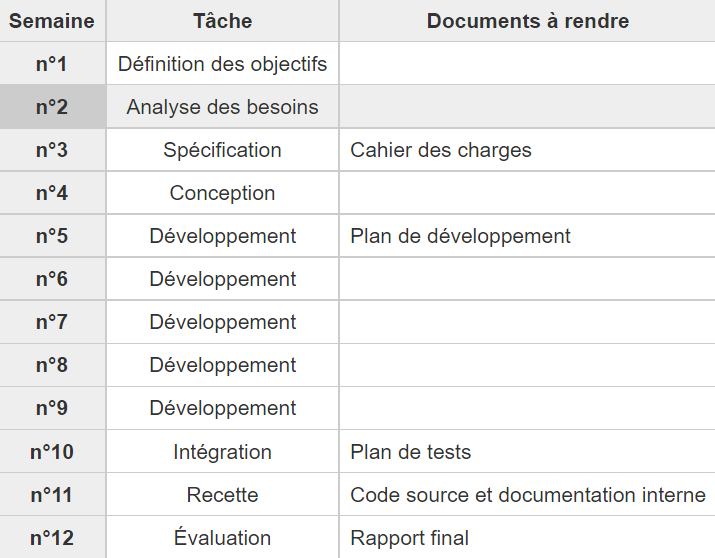 Semaine Tâche Documents à rendre
n°1 Définition des objectifs
n°2 Analyse des besoins
n°3 Spécification Cahier des charges
n°4 Conception
n°5 Développement Plan de développement
n°6 Développement
n°7 Développement
n°8 Développement
n°9 Développement
n°10 Intégration Plan de tests
n°11 Recette Code source et documentation interne
n°12 Évaluation Rapport final